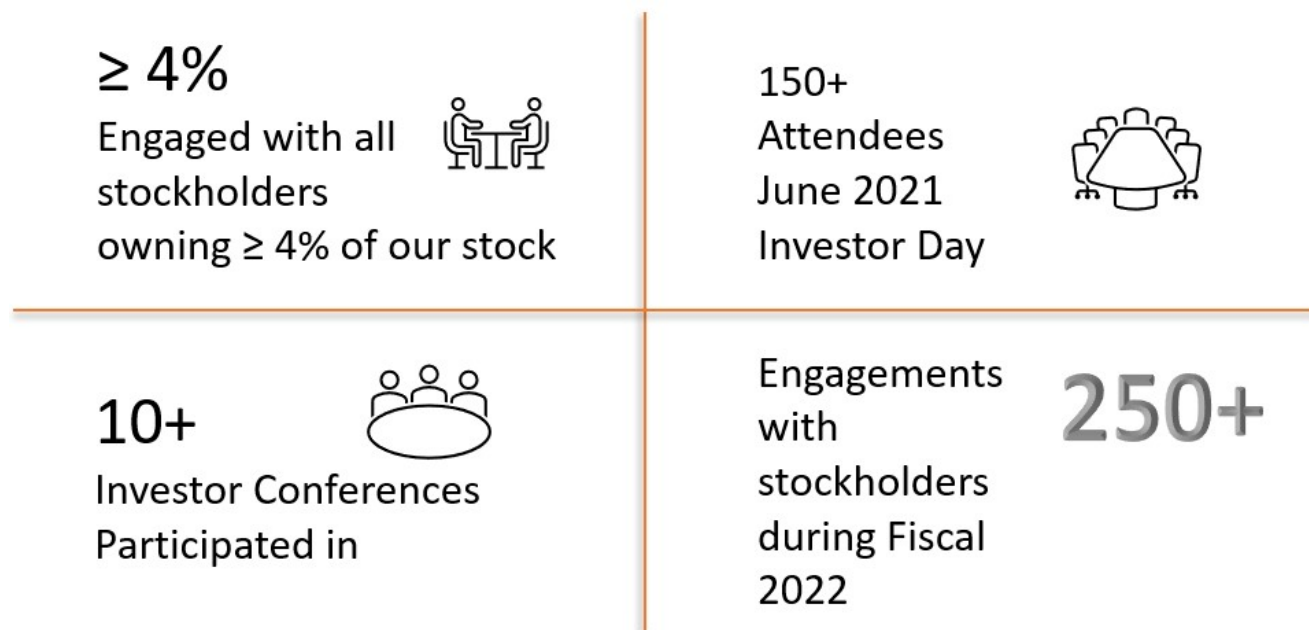 ≥ 4%
Engaged with all
stockholders
owning ≥ 4% of our stock
150+
Attendees
June 2021
Investor Day
10+
Investor Conferences
Participated in
Engagements
with
stockholders
during Fiscal
2022
250+